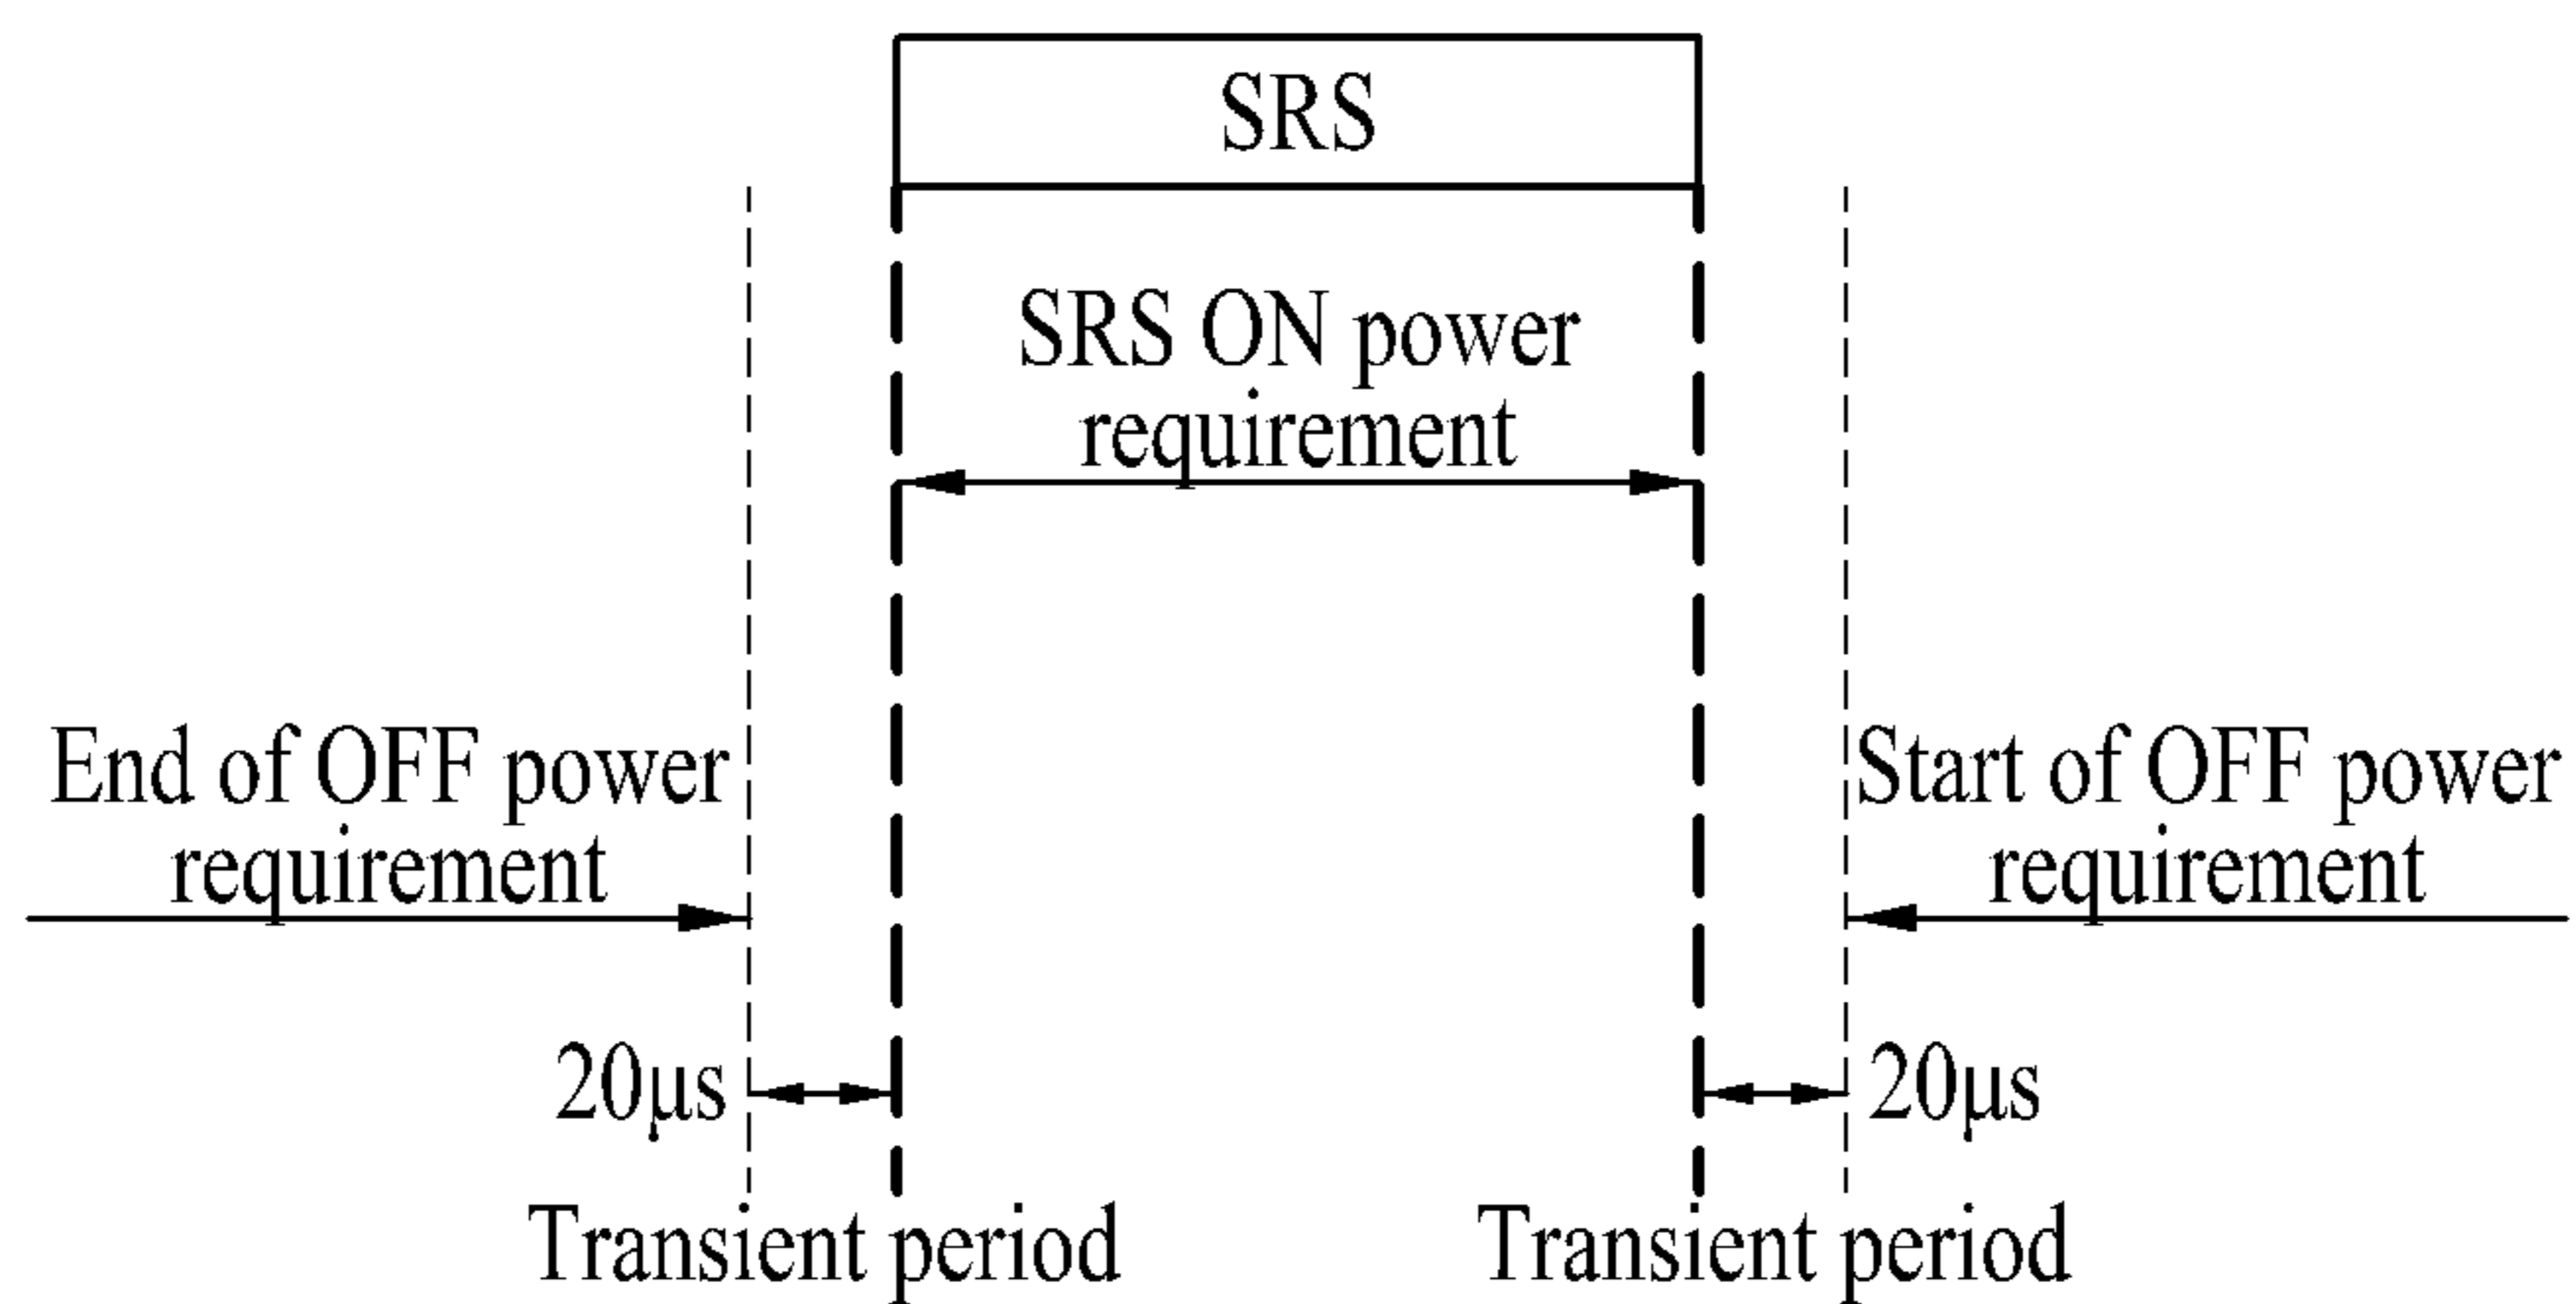 SRS
SRS ON power
requirement
End of OFF power
requirement
Start of OFF power
requirement
20μs
20μs
Transient period
Transient period